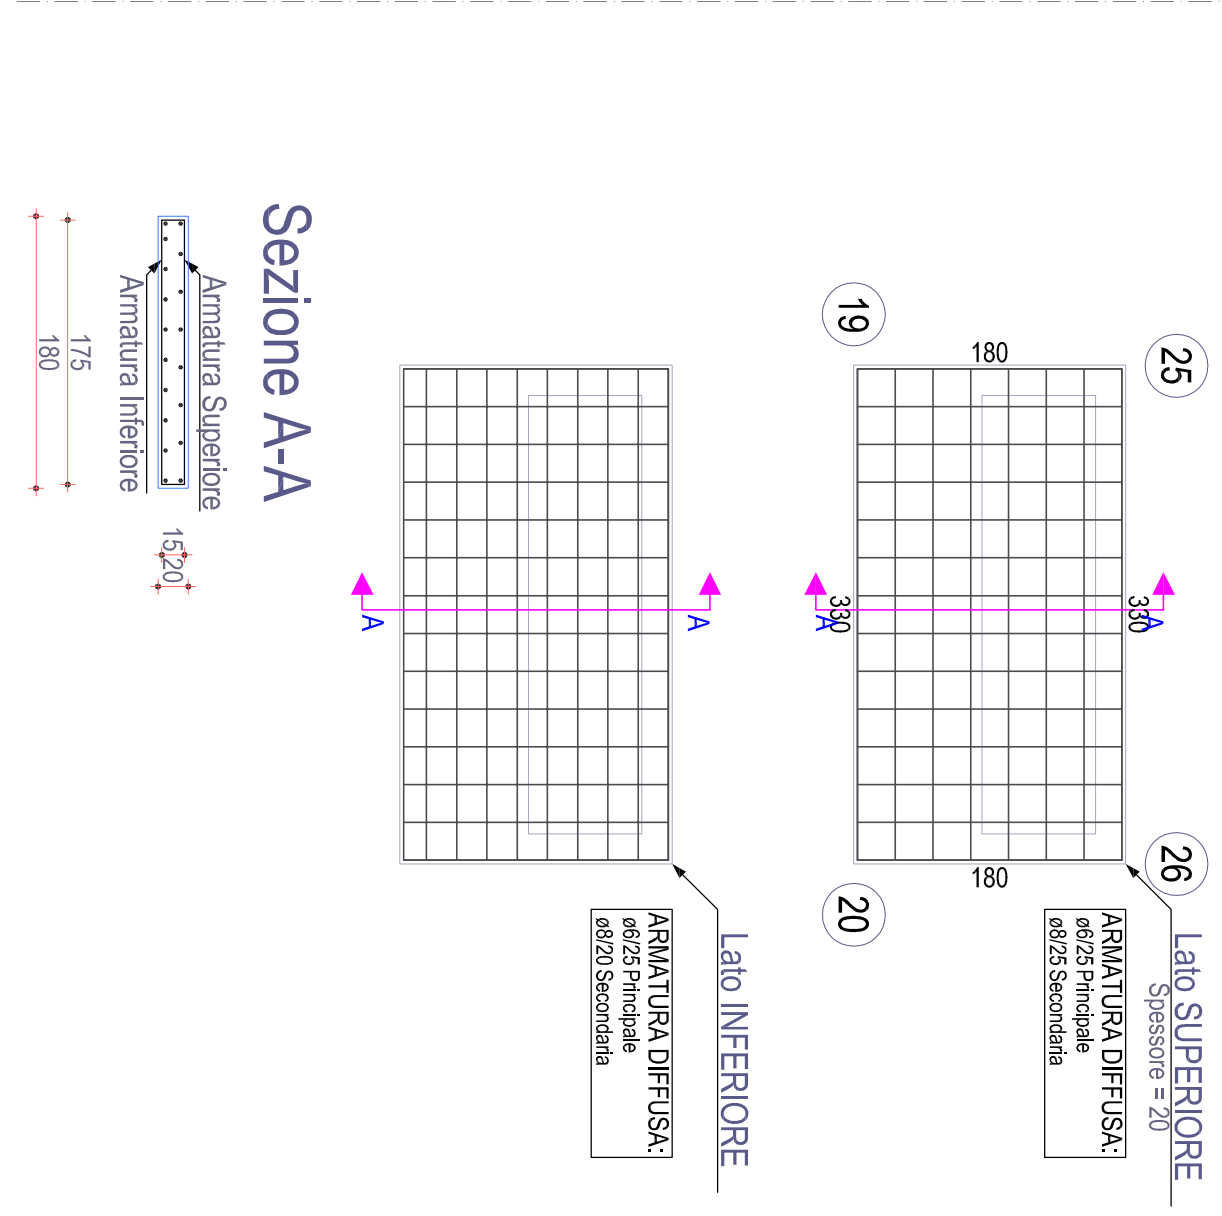 25
26
Lato SUPERIORE
Spessore = 20
ARMATURA DIFFUSA:
ø6/25 Principale
ø8/25 Secondaria
180
180
330
330
A
A
19
20
Lato INFERIORE
ARMATURA DIFFUSA:
ø6/25 Principale
ø8/20 Secondaria
A
A
Sezione A-A
Armatura Superiore
Armatura Inferiore
15
20
175
180